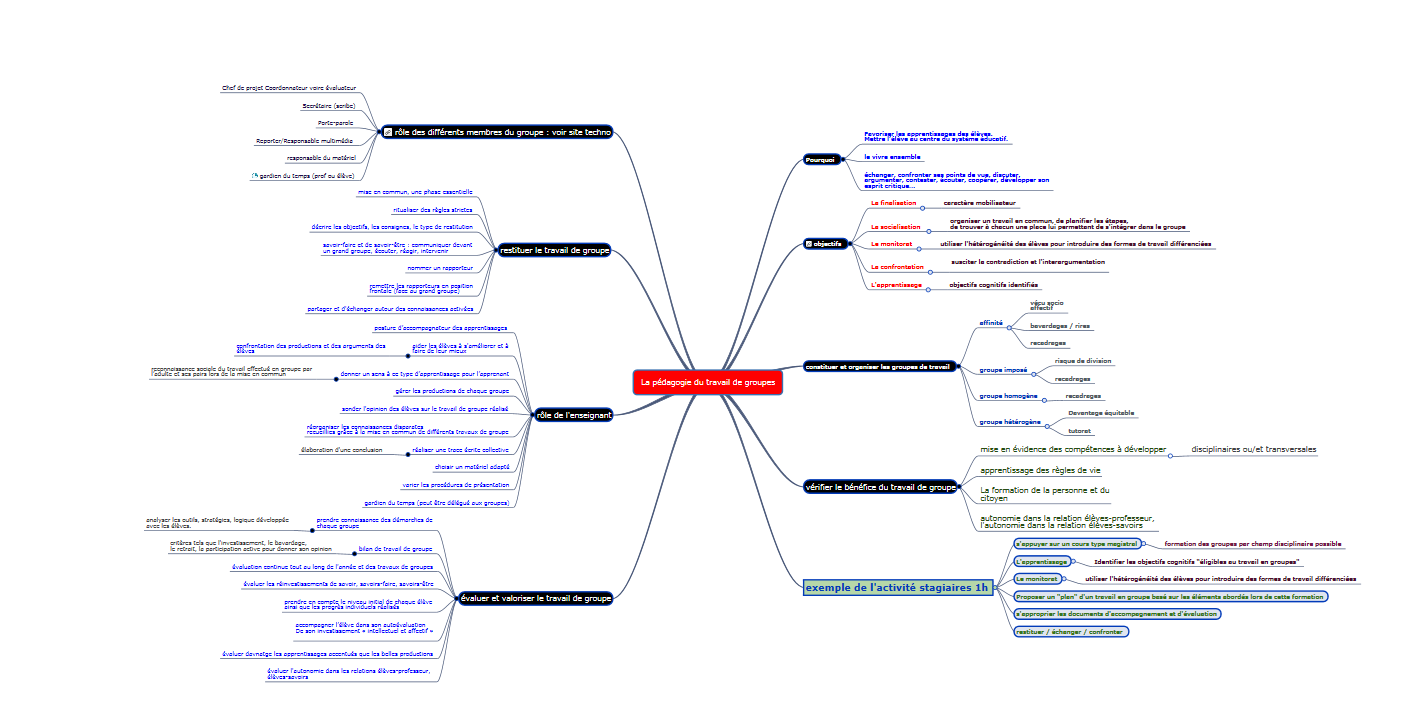 La pédagogie du travail de groupes
rôle des différents membres du groupe : voir site techno
Chef de projet Coordonnateur voire évaluateur
Secrétaire (scribe)
Porte-parole
Reporter/Responsable multimédia
responsable du matériel
gardien du temps (prof ou élève)
restituer le travail de groupe
mise en commun, une phase essentielle
ritualiser des règles strictes
décrire les objectifs, les consignes, le type de restitution
savoir-faire et de savoir-être : communiquer devant
un grand groupe, écouter, réagir, intervenir
nommer un rapporteur
remettre les rapporteurs en position
frontale (face au grand groupe)
partager et d'échanger autour des connaissances activées
rôle de l'enseignant
posture d'accompagnateur des apprentissages
aider les élèves à s'améliorer et à
faire de leur mieux
confrontation des productions et des arguments des
élèves
donner un sens à ce type d'apprentissage pour l'apprenant
reconnaissance sociale du travail effectué en groupe par
l'adulte et ses pairs lors de la mise en commun
gérer les productions de chaque groupe
sonder l'opinion des élèves sur le travail de groupe réalisé
réorganiser les connaissances disparates
recueillies grâce à la mise en commun de différents travaux de groupe
réaliser une trace écrite collective
élaboration d'une conclusion
choisir un matériel adapté
varier les procédures de présentation
gardien du temps (peut être délégué aux groupes)
évaluer et valoriser le travail de groupe
prendre connaissance des démarches de
chaque groupe
analyser les outils, stratégies, logique développée
avec les élèves.
bilan de travail de groupe
critères tels que l'investissement, le bavardage,
le retrait, la participation active pour donner son opinion
évaluation continue tout au long de l'année et des travaux de groupes
évaluer les réinvestissements de savoir, savoirs-faire, savoirs-être
prendre en compte le niveau initial de chaque élève
ainsi que les progrès individuels réalisés
accompagner l'élève dans son autoévaluation
De son investissement « intellectuel et affectif »
évaluer davnatge les apprentissages accentués que les belles productions
évaluer l'autonomie dans les relations élèves-professeur,
élèves-savoirs
Pourquoi
Favoriser les apprentissages des élèves.
Mettre l'élève au centre du système éducatif.
le vivre ensemble
échanger, confronter ses points de vue, discuter,
argumenter, contester, écouter, coopérer, développer son
esprit critique...
objectifs
La finalisation
caractère mobilisateur
La socialisation
organiser un travail en commun, de planifier les étapes,
de trouver à chacun une place lui permettant de s'intégrer dans le groupe
Le monitorat
utiliser l'hétérogénéité des élèves pour introduire des formes de travail différenciées
La confrontation
susciter la contradiction et l'interargumentation
L'apprentissage
objectifs cognitifs identifiés
constituer et organiser les groupes de travail
affinité
vécu socio
affectif
bavardages / rires
recadrages
groupe imposé
risque de division
recadrages
groupe homogène
recadrages
groupe hétérogène
Davantage équitable
tutorat
vérifier le bénéfice du travail de groupe
mise en évidence des compétences à développer
disciplinaires ou/et transversales
apprentissage des règles de vie
La formation de la personne et du
citoyen
autonomie dans la relation élèves-professeur,
l'autonomie dans la relation élèves-savoirs
exemple de l'activité stagiaires 1h
s'appuyer sur un cours type magistral
formation des groupes par champ disciplinaire possible
L'apprentissage
Identifier les objectifs cognitifs "éligibles au travail en groupes"
Le monitorat
utiliser l'hétérogénéité des élèves pour introduire des formes de travail différenciées
Proposer un "plan" d'un travail en groupe basé sur les éléments abordés lors de cette formation
s'approprier les documents d'accompagnement et d'évaluation
restituer / échanger / confronter